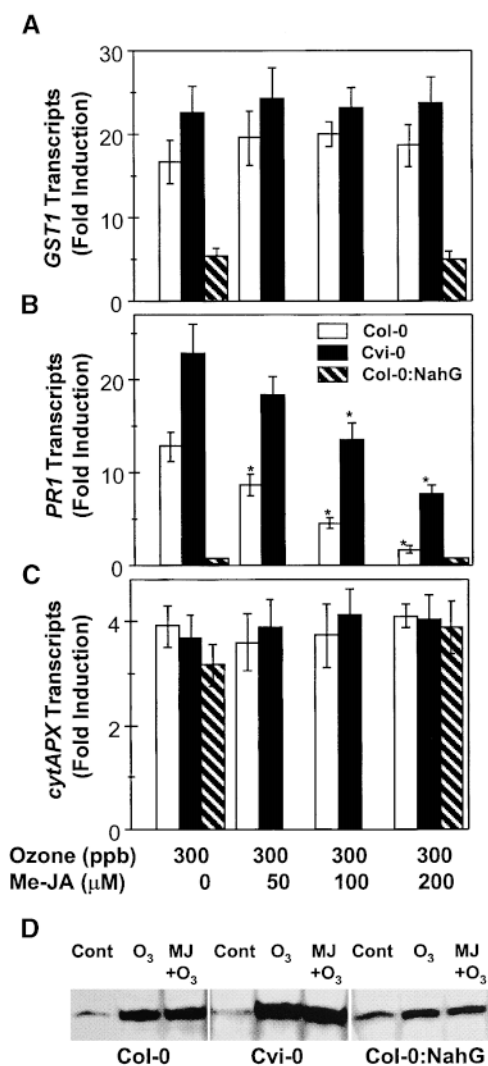 A
GST1 Transcripts
(Fold Induction)
30
20
10
0
B
PR1 Transcripts
(Fold Induction)
20
10
0
Col-0
Cvi-0
Col-0:NahG
*
*
*
*
*
C
cytAPX Transcripts
(Fold Induction)
4
2
0
Ozone (ppb) 300 300 300 300
Me-JA (µM) 0 50 100 200
D
Cont O3 MJ +O3 Cont O3 MJ +O3 Cont O3 MJ +O3
Col-0 Cvi-0 Col-0:NahG